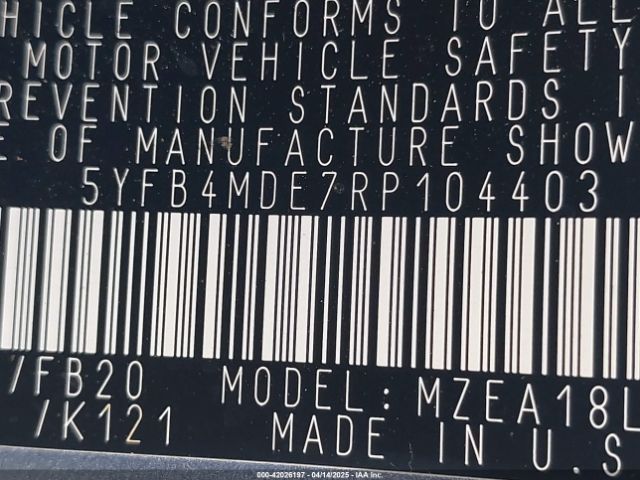 HICLE CONFORMS TO ALL
MOTOR VEHICLE SAFETY
REVENTION STANDARDS I
E OF MANUFACTURE SHOW
5YFB4MDE7RP104403
/FB20 MODEL: MZEA18L
/K121 MADE IN U.S
000-42026197 - 04/14/2025 - IAA Inc.